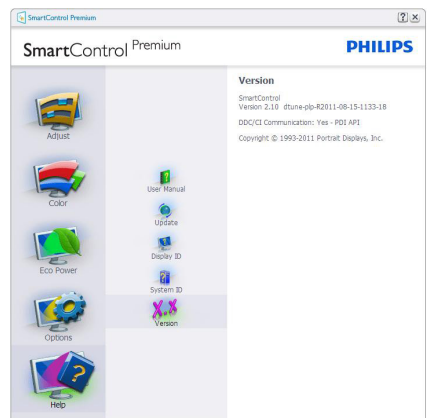 SmartControl Premium
SmartControl Premium
PHILIPS
Adjust
Color
Eco Power
Options
Help
User Manual
Update
Display ID
System ID
X.X
Version
Version
SmartControl
Version 2.10 dtune-plp-R2011-08-15-1133-18
DDC/CI Communication: Yes - PDI API
Copyright © 1993-2011 Portrait Displays, Inc.